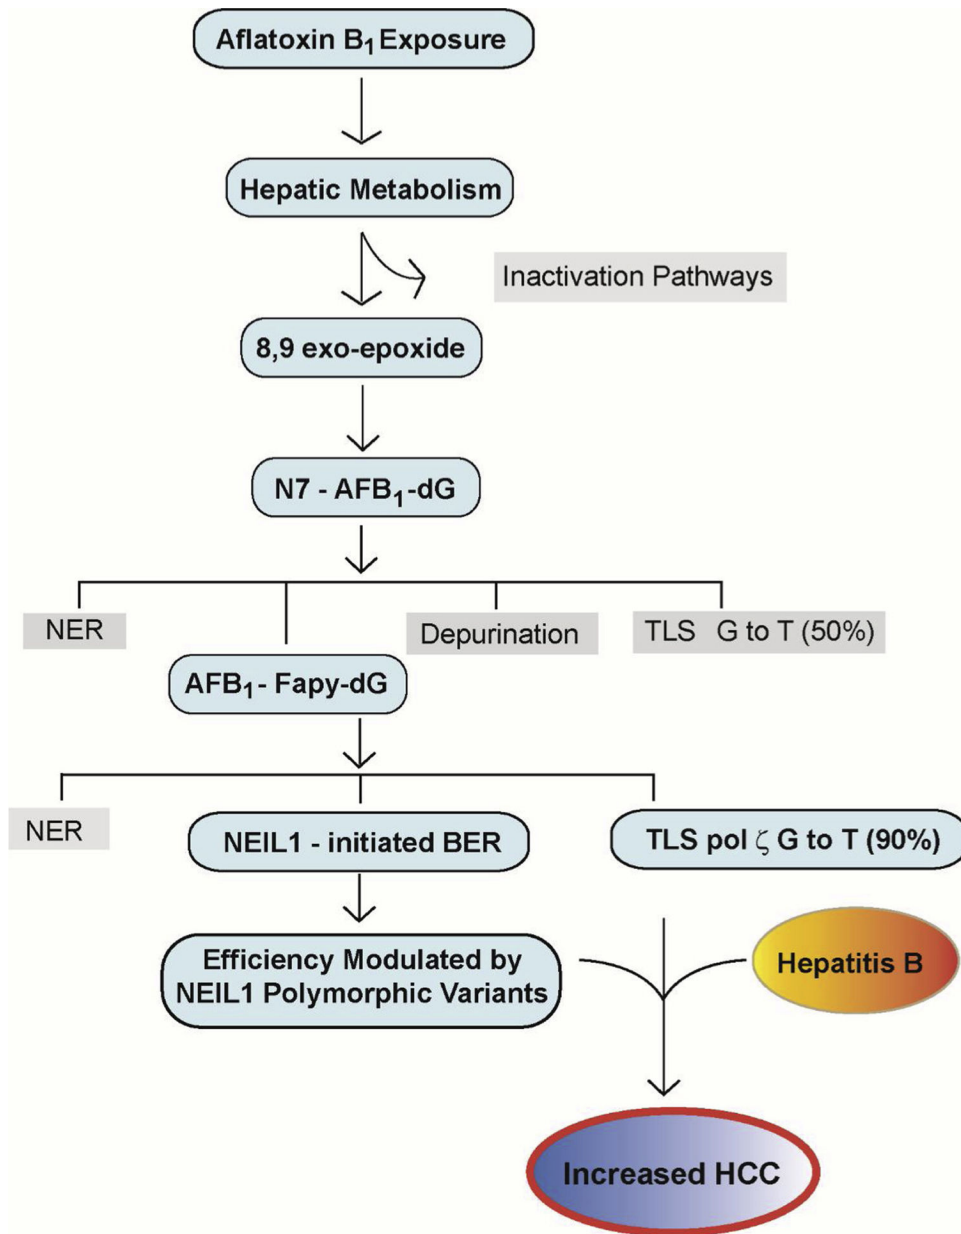 Aflatoxin B₁ Exposure
Hepatic Metabolism
Inactivation Pathways
8,9 exo-epoxide
N7 - AFB₁-dG
NER
Depurination
TLS G to T (50%)
AFB₁- Fapy-dG
NER
NEIL1 - initiated BER
TLS pol ζ G to T (90%)
Efficiency Modulated by
NEIL1 Polymorphic Variants
Hepatitis B
Increased HCC